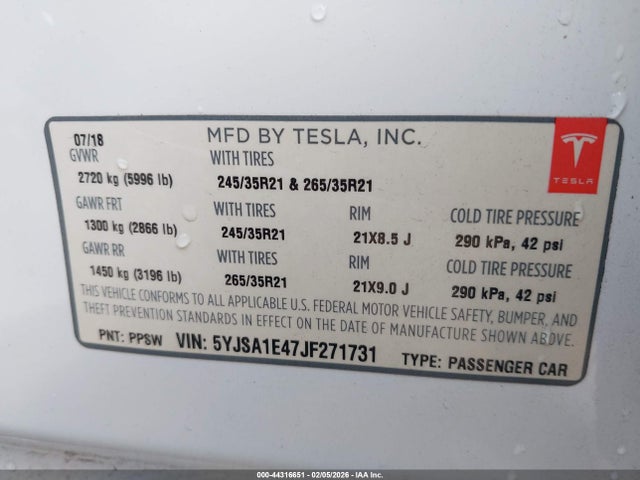 07/18 MFD BY TESLA, INC.
GVWR WITH TIRES
2720 kg (5996 lb) 245/35R21 & 265/35R21
TESLA
GAWR FRT WITH TIRES RIM COLD TIRE PRESSURE
1300 kg (2866 lb) 245/35R21 21X8.5 J 290 kPa, 42 psi
GAWR RR WITH TIRES RIM COLD TIRE PRESSURE
1450 kg (3196 lb) 265/35R21 21X9.0 J 290 kPa, 42 psi
THIS VEHICLE CONFORMS TO ALL APPLICABLE U.S. FEDERAL MOTOR VEHICLE SAFETY, BUMPER, AND
THEFT PREVENTION STANDARDS IN EFFECT ON THE DATE OF MANUFACTURE SHOWN ABOVE.
PNT: PPSW VIN: 5YJSA1E47JF271731 TYPE: PASSENGER CAR
000-44316651 - 02/05/2026 - IAA Inc.